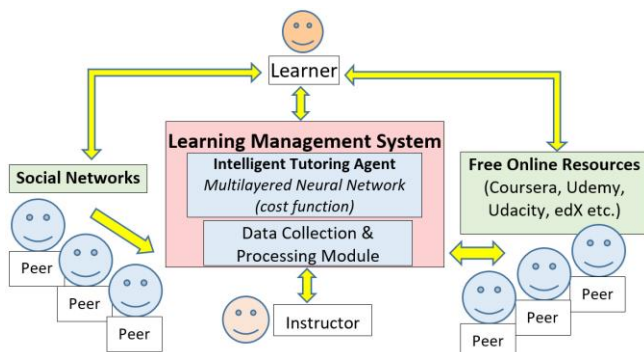 Learner
Learning Management System
Intelligent Tutoring Agent
Multilayered Neural Network
(cost function)
Data Collection &
Processing Module
Social Networks
Peer
Peer
Peer
Free Online Resources
(Coursera, Udemy,
Udacity, edX etc.)
Peer
Peer
Peer
Instructor